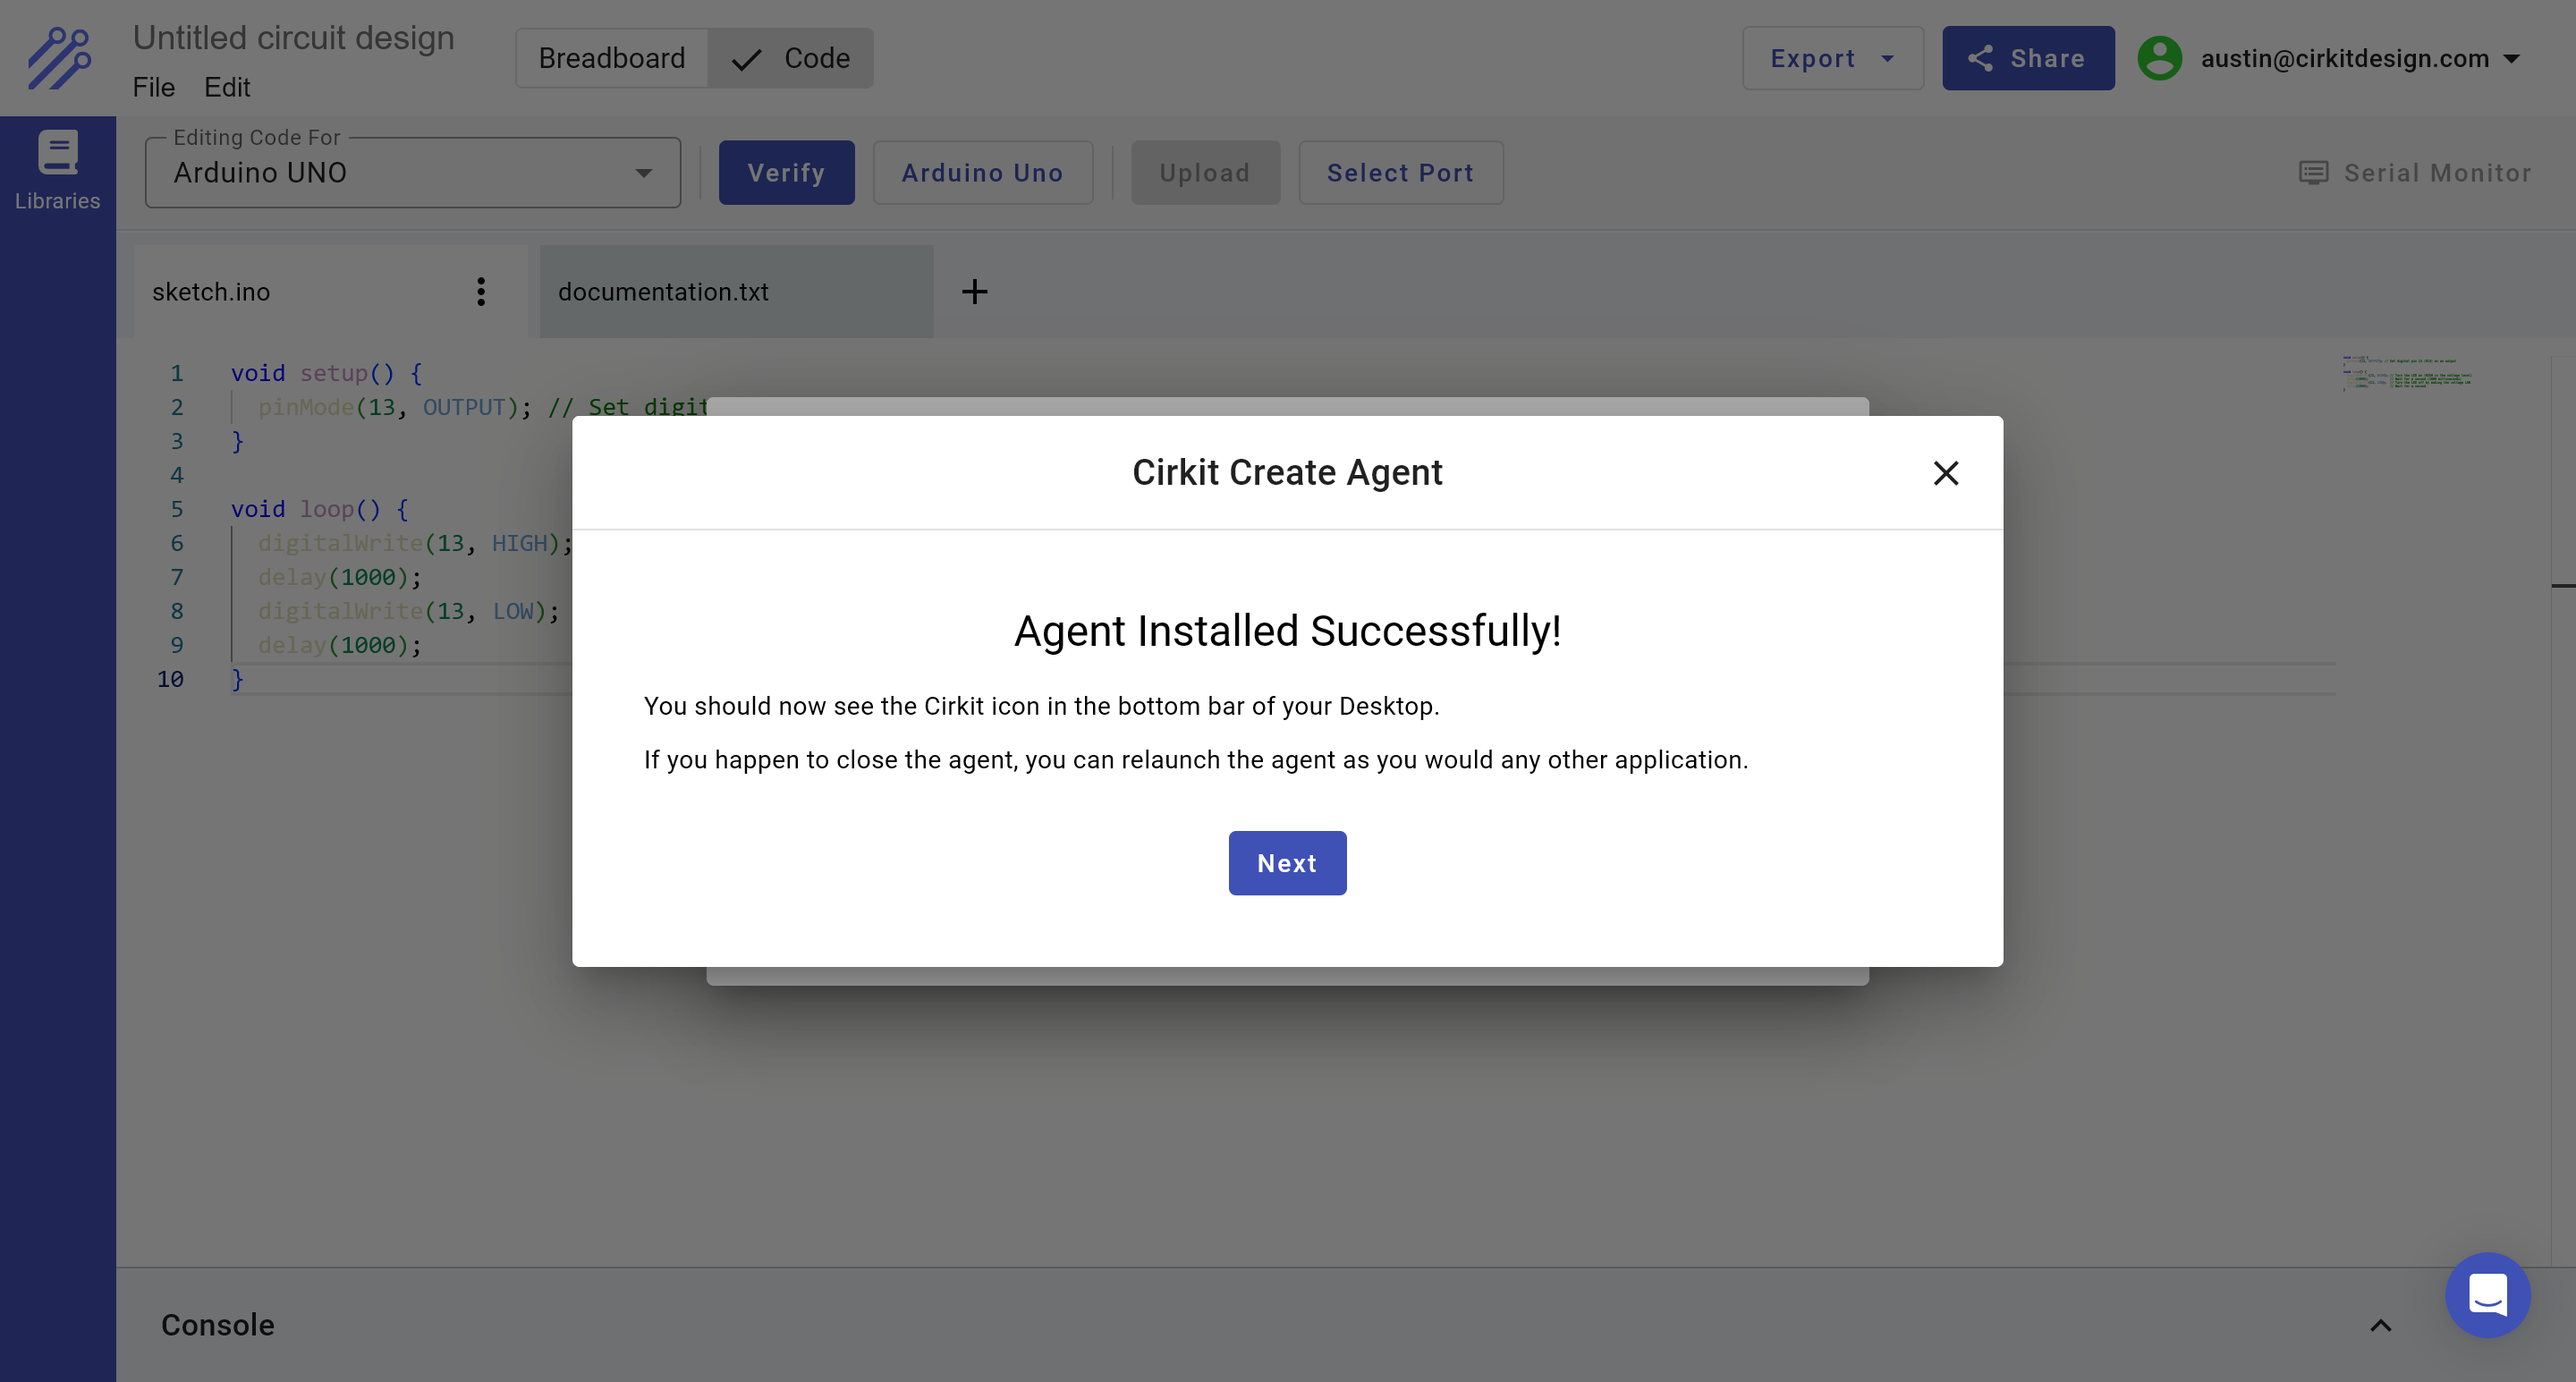 Untitled circuit design
File Edit
Breadboard Code
Export Share austin@cirkitdesign.com
Libraries
Editing Code For
Arduino UNO
Verify Arduino Uno Upload Select Port Serial Monitor
sketch.ino documentation.txt +
1 void setup() {
2 pinMode(13, OUTPUT); // Set digit
3 }
4
5 void loop() {
6 digitalWrite(13, HIGH);
7 delay(1000);
8 digitalWrite(13, LOW);
9 delay(1000);
10 }
Cirkit Create Agent
Agent Installed Successfully!
You should now see the Cirkit icon in the bottom bar of your Desktop.
If you happen to close the agent, you can relaunch the agent as you would any other application.
Next
Console